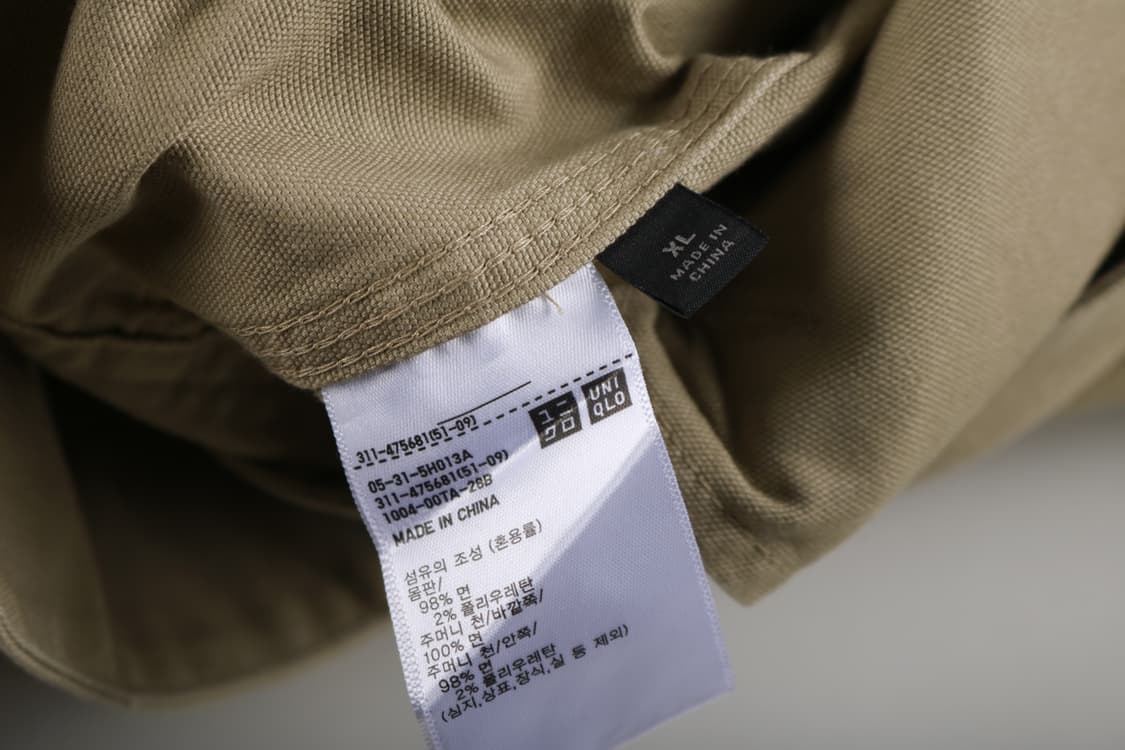 XL
MADE IN
CHINA
311-475681(51-09)
ユニ
クロ
UNI
QLO
05-31-5H013A
311-475681(51-09)
1004-00TA-28B
MADE IN CHINA
섬유의 조성 (혼용률)
몸판/
98% 면
2% 폴리우레탄
주머니 천/바깥쪽/
100% 면
주머니 천/안쪽/
98% 면
2% 폴리우레탄
(심지,상표,장식,실 등 제외)